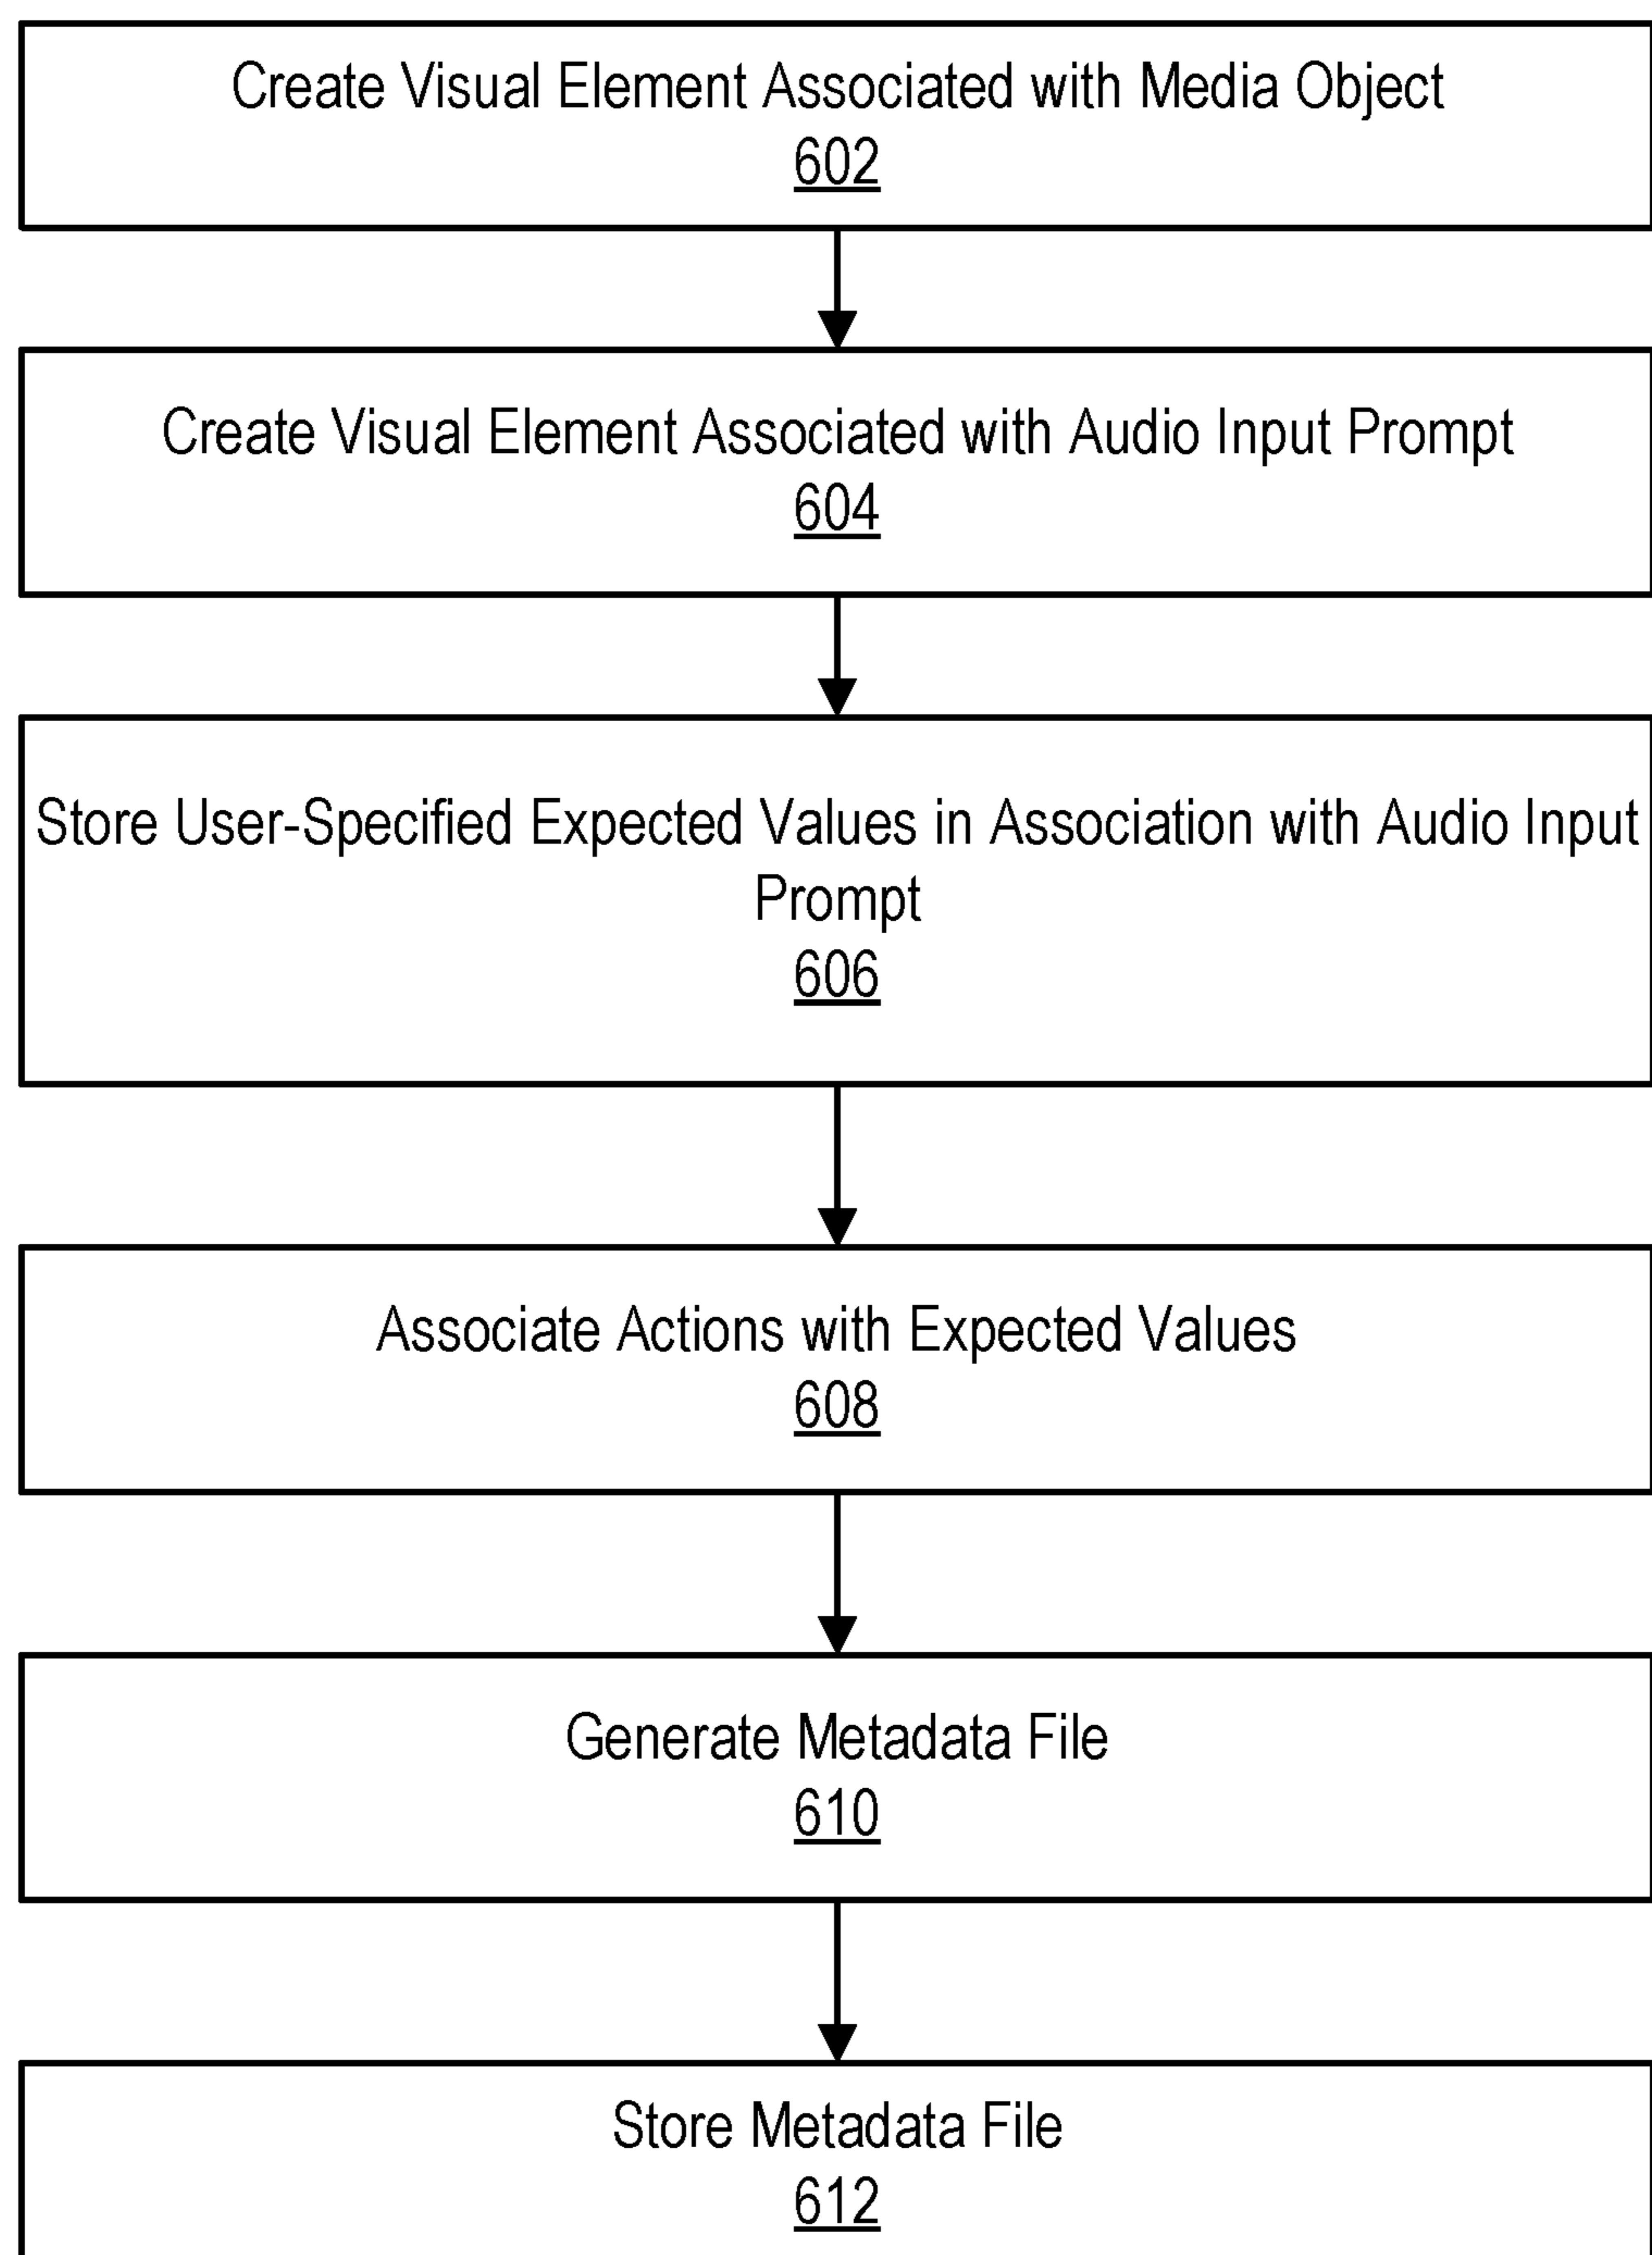 Create Visual Element Associated with Media Object
602
Create Visual Element Associated with Audio Input Prompt
604
Store User-Specified Expected Values in Association with Audio Input
Prompt
606
Associate Actions with Expected Values
608
Generate Metadata File
610
Store Metadata File
612